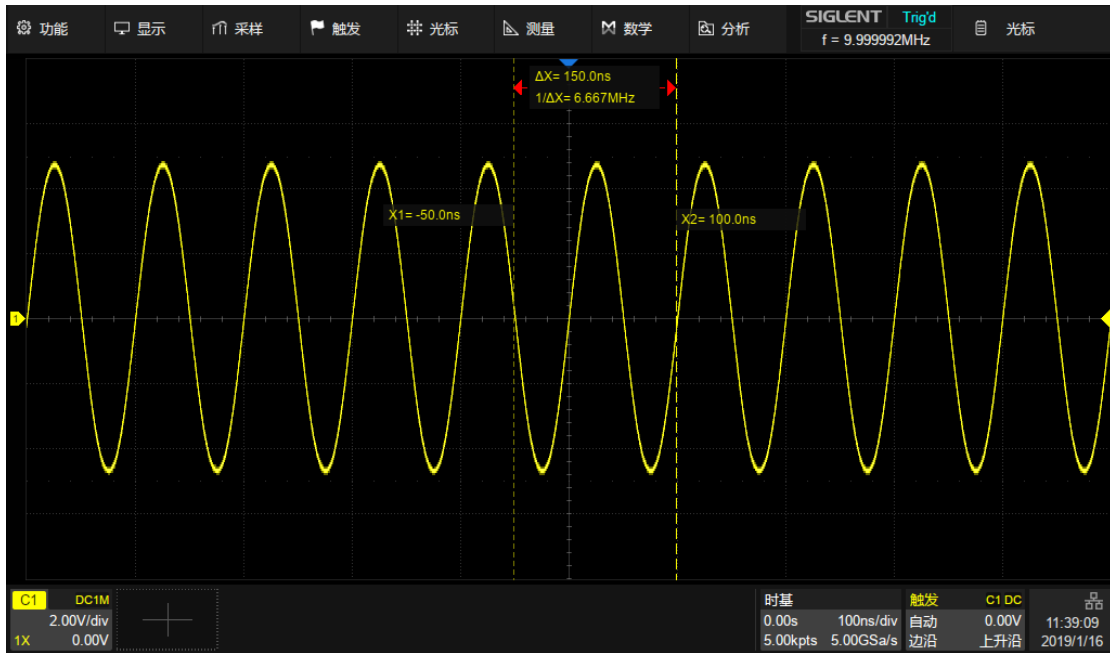 功能 显示 采样 触发 光标 测量 数学 分析 SIGLENT Trig'd 光标
f = 9.999992MHz
ΔX= 150.0ns
1/ΔX= 6.667MHz
X1= -50.0ns
X2= 100.0ns
1
C1 DC1M
2.00V/div
1X 0.00V
时基
0.00s 100ns/div
5.00kpts 5.00GSa/s
触发 C1 DC
自动 0.00V
边沿 上升沿
11:39:09
2019/1/16